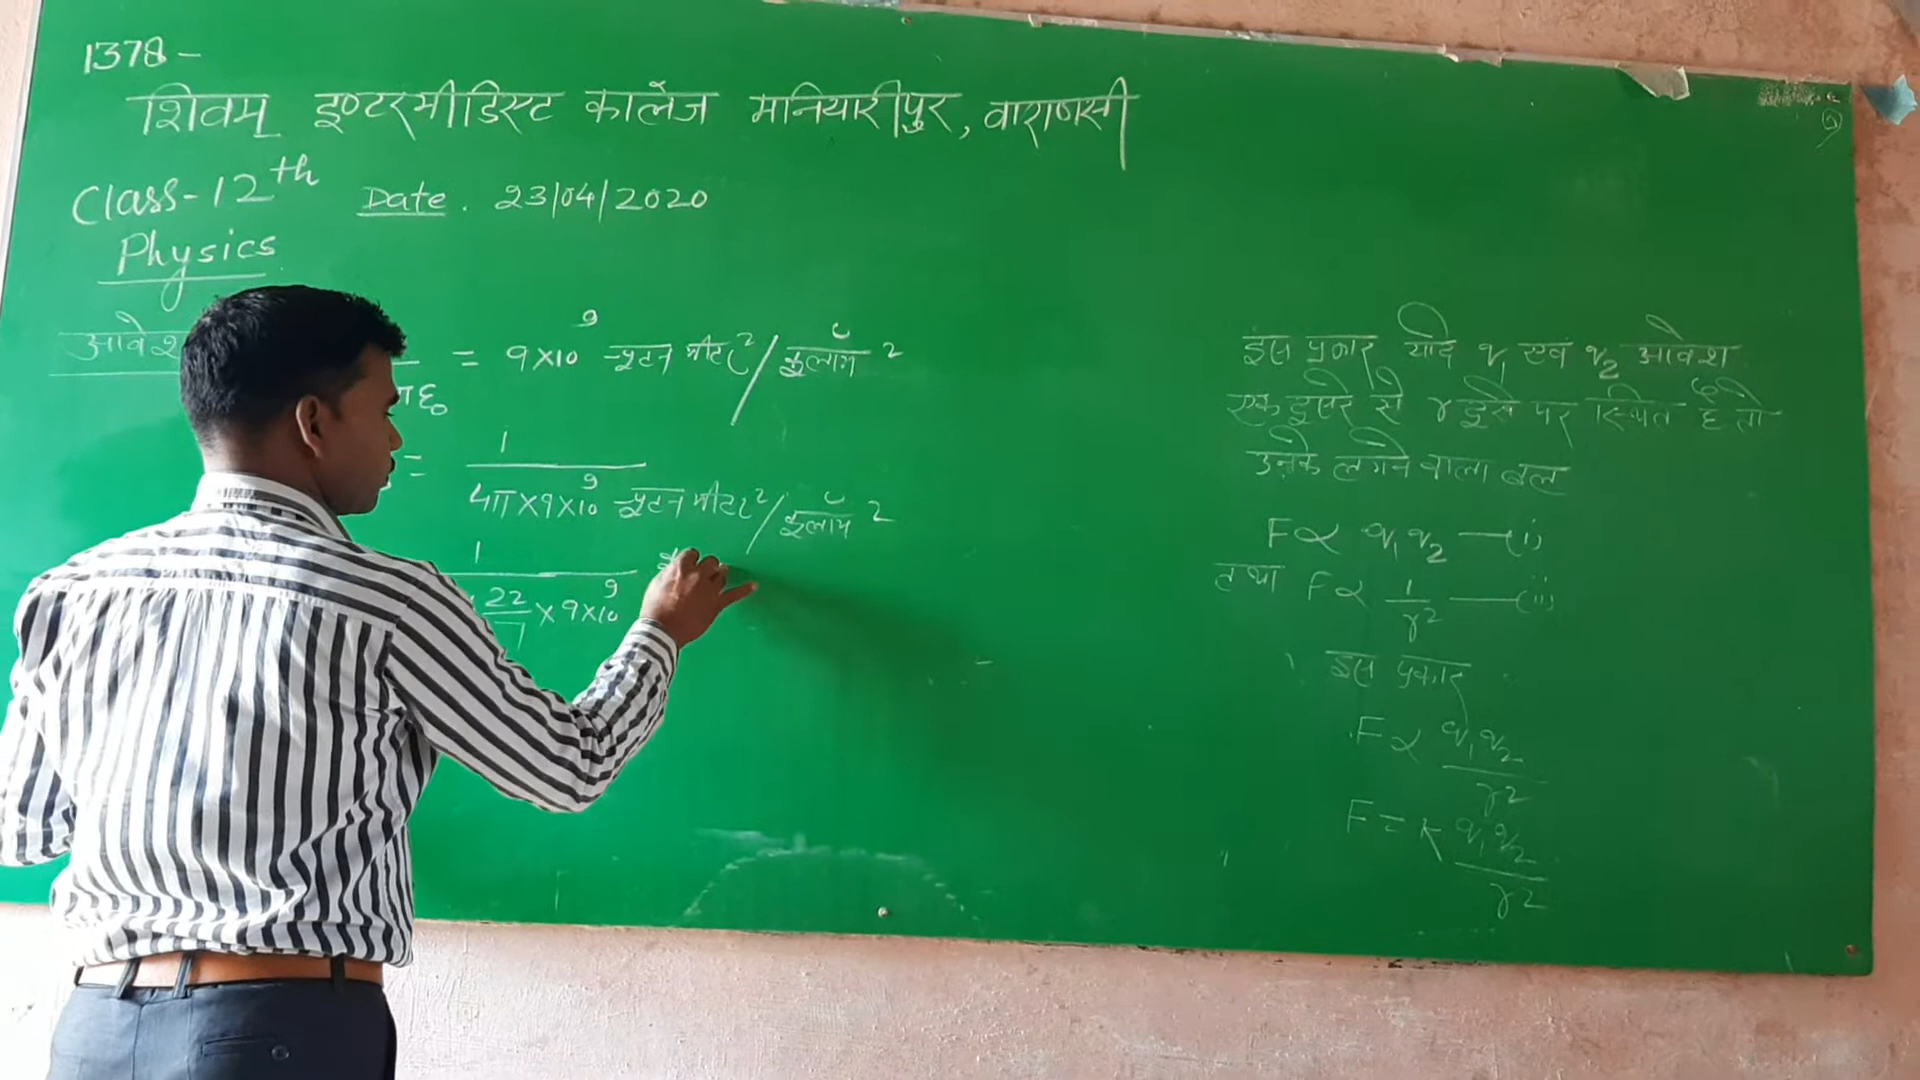 1378-
शिवम् इण्टरमीडिएट कालेज मनियारीपुर, वाराणसी
Class-12th Date. 23/04/2020
Physics
आवेश
πε₀ = 9×10⁹ न्यूटन मीटर²/कूलॉम²
= 1
4π×9×10⁹ न्यूटन मीटर²/कूलॉम²
1
22/7 ×9×10⁹
इस प्रकार यदि q₁ एवं q₂ आवेश
एक दूसरे से r दूरी पर स्थित है तो
उनके लगने वाला बल
F∝ q₁q₂ —(i)
तथा F∝ 1/r² —(ii)
इस प्रकार
F∝ q₁q₂/r²
F=K q₁q₂/r²